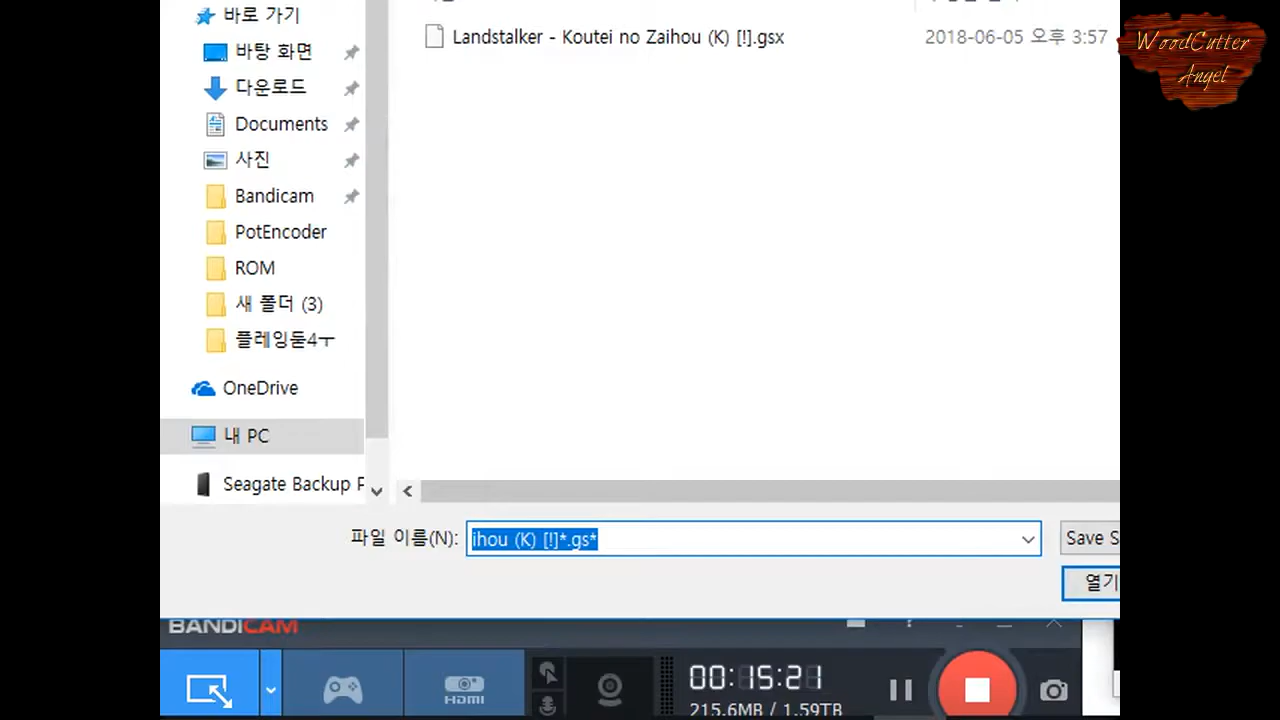 바로 가기
Landstalker - Koutei no Zaihou (K) [!].gsx
2018-06-05 오후 3:57
WoodCutter
Angel
바탕 화면
다운로드
Documents
사진
Bandicam
PotEncoder
ROM
새 폴더 (3)
플레잉둗4ㅜ
OneDrive
내 PC
Seagate Backup P
파일 이름(N):
ihou (K) [!]*.gs*
Save S
열기
BANDICAM
HDMI
00:15:21
215.6MB / 1.59TB